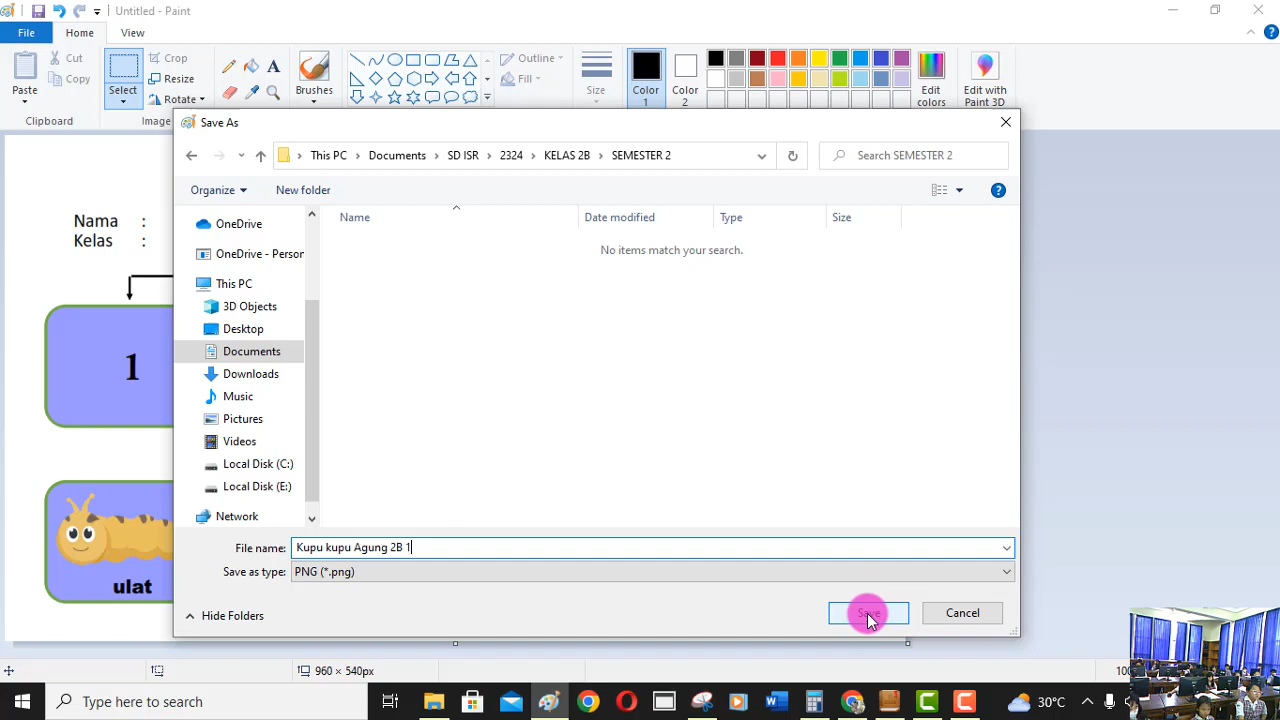 Untitled - Paint
File
Home
View
Paste
Cut
Copy
Clipboard
Select
Crop
Resize
Rotate
Image
A
Brushes
Outline
Fill
Size
Color 1
Color 2
Edit colors
Edit with Paint 3D
Save As
This PC
Documents
SD ISR
2324
KELAS 2B
SEMESTER 2
Search SEMESTER 2
Organize
New folder
Name
Date modified
Type
Size
No items match your search.
OneDrive
OneDrive - Person
This PC
3D Objects
Desktop
Documents
Downloads
Music
Pictures
Videos
Local Disk (C:)
Local Disk (E:)
Network
File name:
Kupu kupu Agung 2B 1
Save as type:
PNG (*.png)
Hide Folders
Save
Cancel
Nama :
Kelas :
1
ulat
960 × 540px
Type here to search
30°C